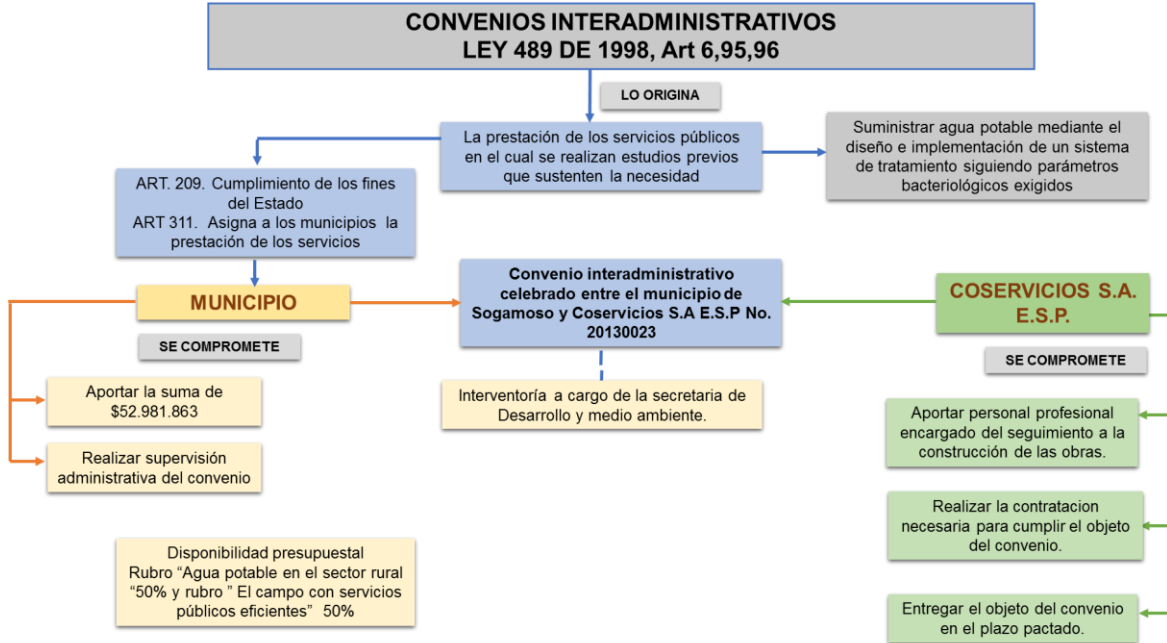 CONVENIOS INTERADMINISTRATIVOS
LEY 489 DE 1998, Art 6,95,96
LO ORIGINA
La prestación de los servicios públicos
en el cual se realizan estudios previos
que sustenten la necesidad
Suministrar agua potable mediante el
diseño e implementación de un sistema
de tratamiento siguiendo parámetros
bacteriológicos exigidos
ART. 209. Cumplimiento de los fines
del Estado
ART 311. Asigna a los municipios la
prestación de los servicios
MUNICIPIO
Convenio interadministrativo
celebrado entre el municipio de
Sogamoso y Coservicios S.A E.S.P No.
20130023
COSERVICIOS S.A.
E.S.P.
SE COMPROMETE
SE COMPROMETE
Aportar la suma de
$52.981.863
Interventoría a cargo de la secretaria de
Desarrollo y medio ambiente.
Aportar personal profesional
encargado del seguimiento a la
construcción de las obras.
Realizar supervisión
administrativa del convenio
Realizar la contratacion
necesaria para cumplir el objeto
del convenio.
Disponibilidad presupuestal
Rubro “Agua potable en el sector rural
“50% y rubro ” El campo con servicios
públicos eficientes” 50%
Entregar el objeto del convenio
en el plazo pactado.